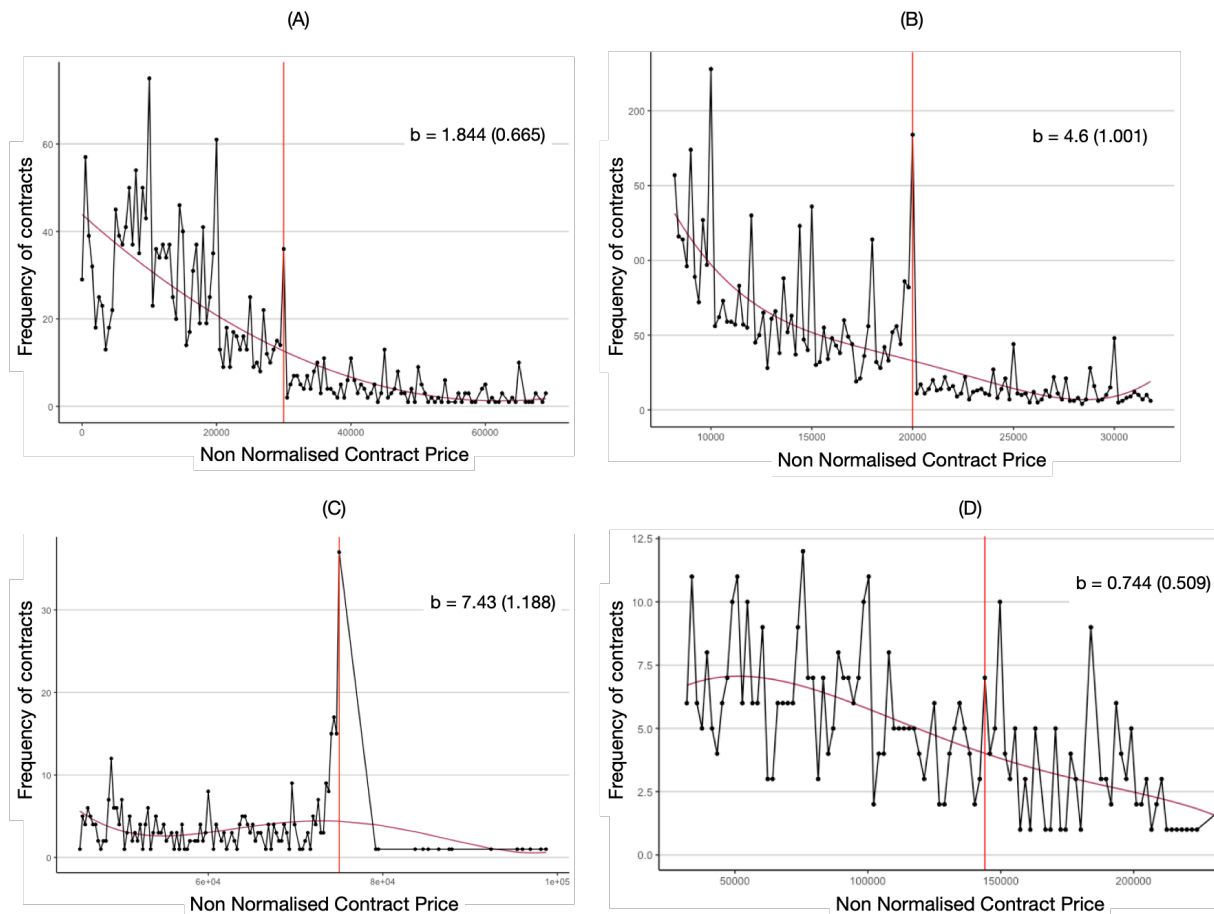 (A)
b = 1.844 (0.665)
Frequency of contracts
60
40
20
0
0
20000
40000
60000
Non Normalised Contract Price
(B)
b = 4.6 (1.001)
Frequency of contracts
200
50
00
50
0
10000
15000
20000
25000
30000
Non Normalised Contract Price
(C)
b = 7.43 (1.188)
Frequency of contracts
30
20
10
0
6e+04
8e+04
1e+05
Non Normalised Contract Price
(D)
b = 0.744 (0.509)
Frequency of contracts
12.5
10.0
7.5
5.0
2.5
0.0
50000
100000
150000
200000
Non Normalised Contract Price